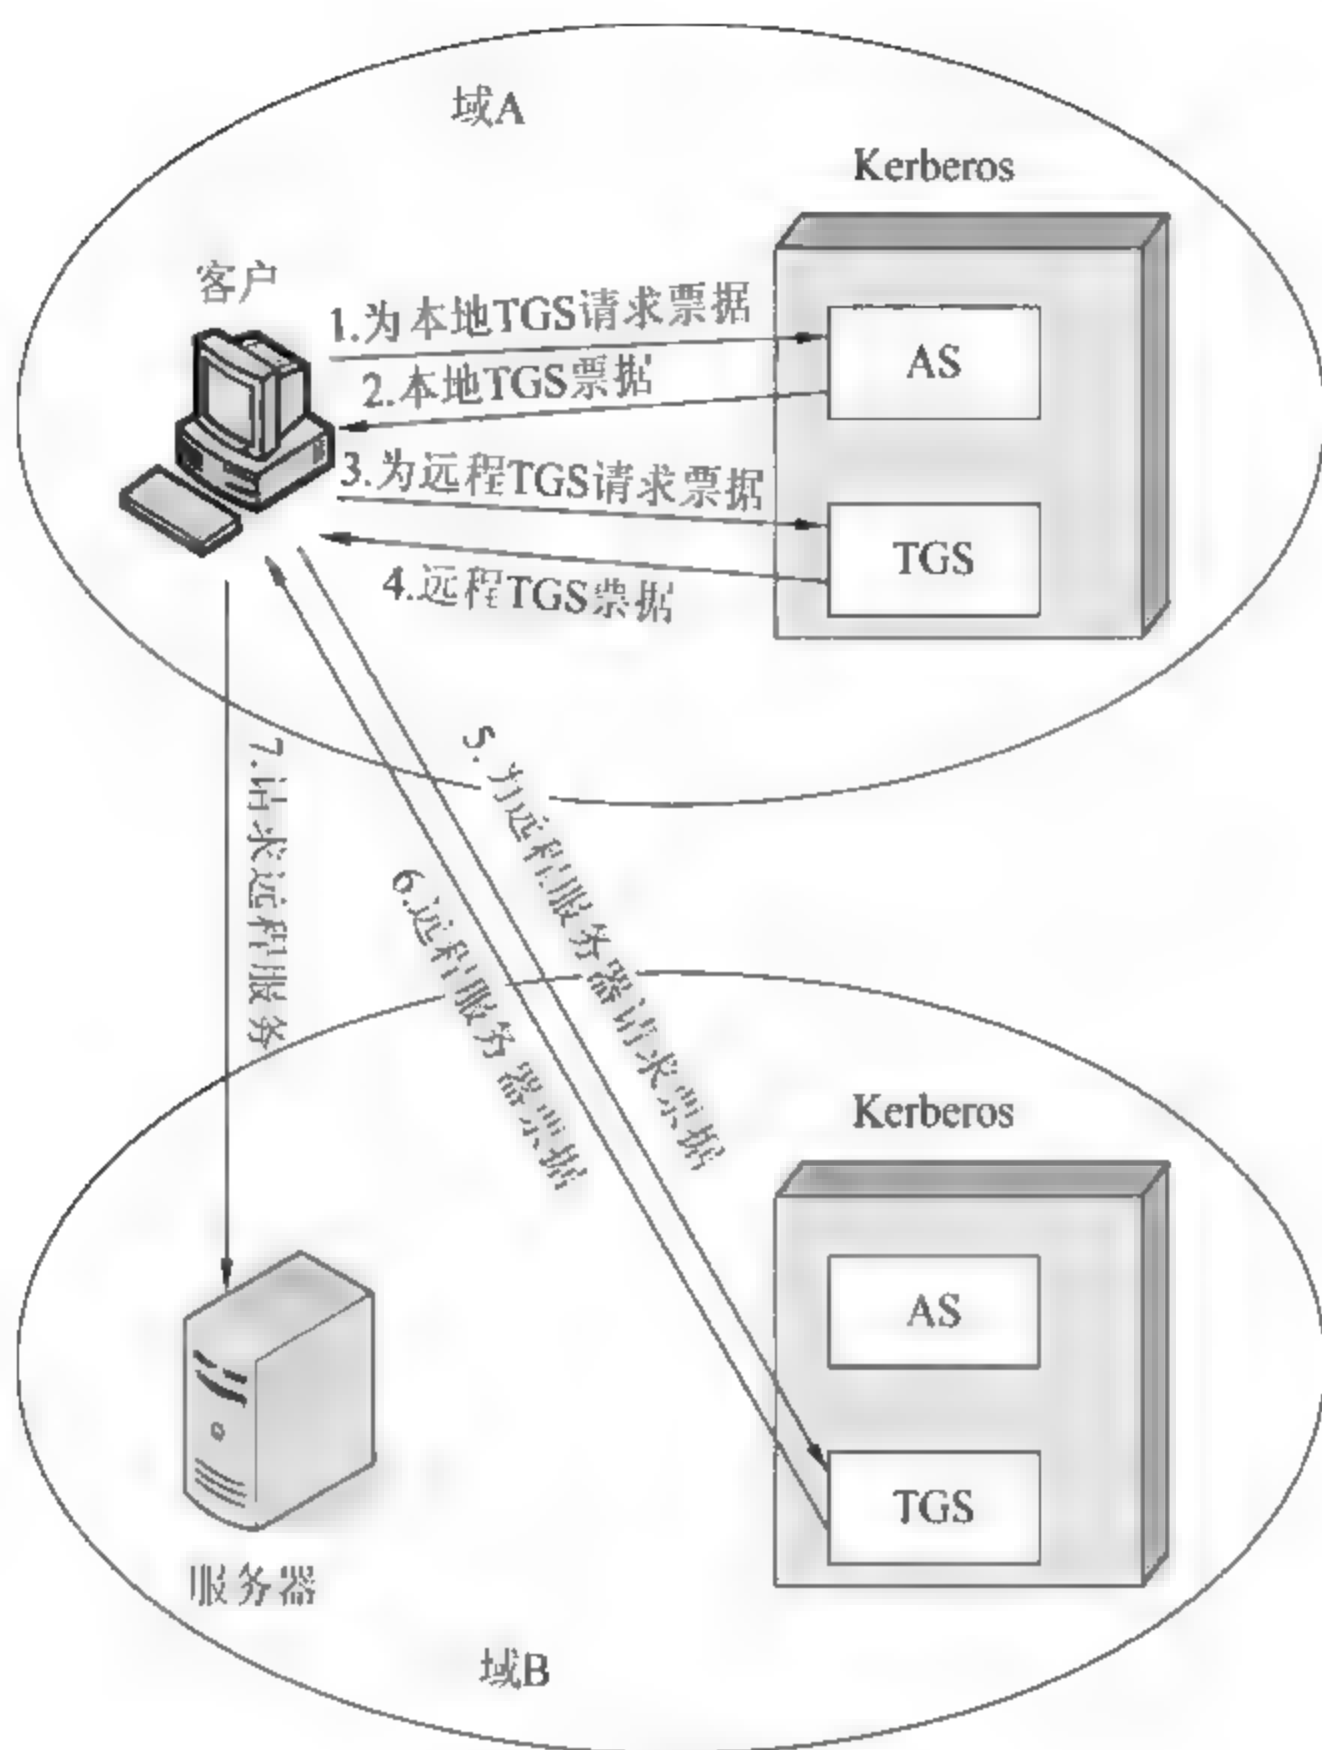 域A
Kerberos
客户
1.为本地TGS请求票据
AS
2.本地TGS票据
3.为远程TGS请求票据
TGS
4.远程TGS票据
5.为远程服务器请求票据
6.远程服务器票据
7.请求远程服务
Kerberos
AS
TGS
服务器
域B